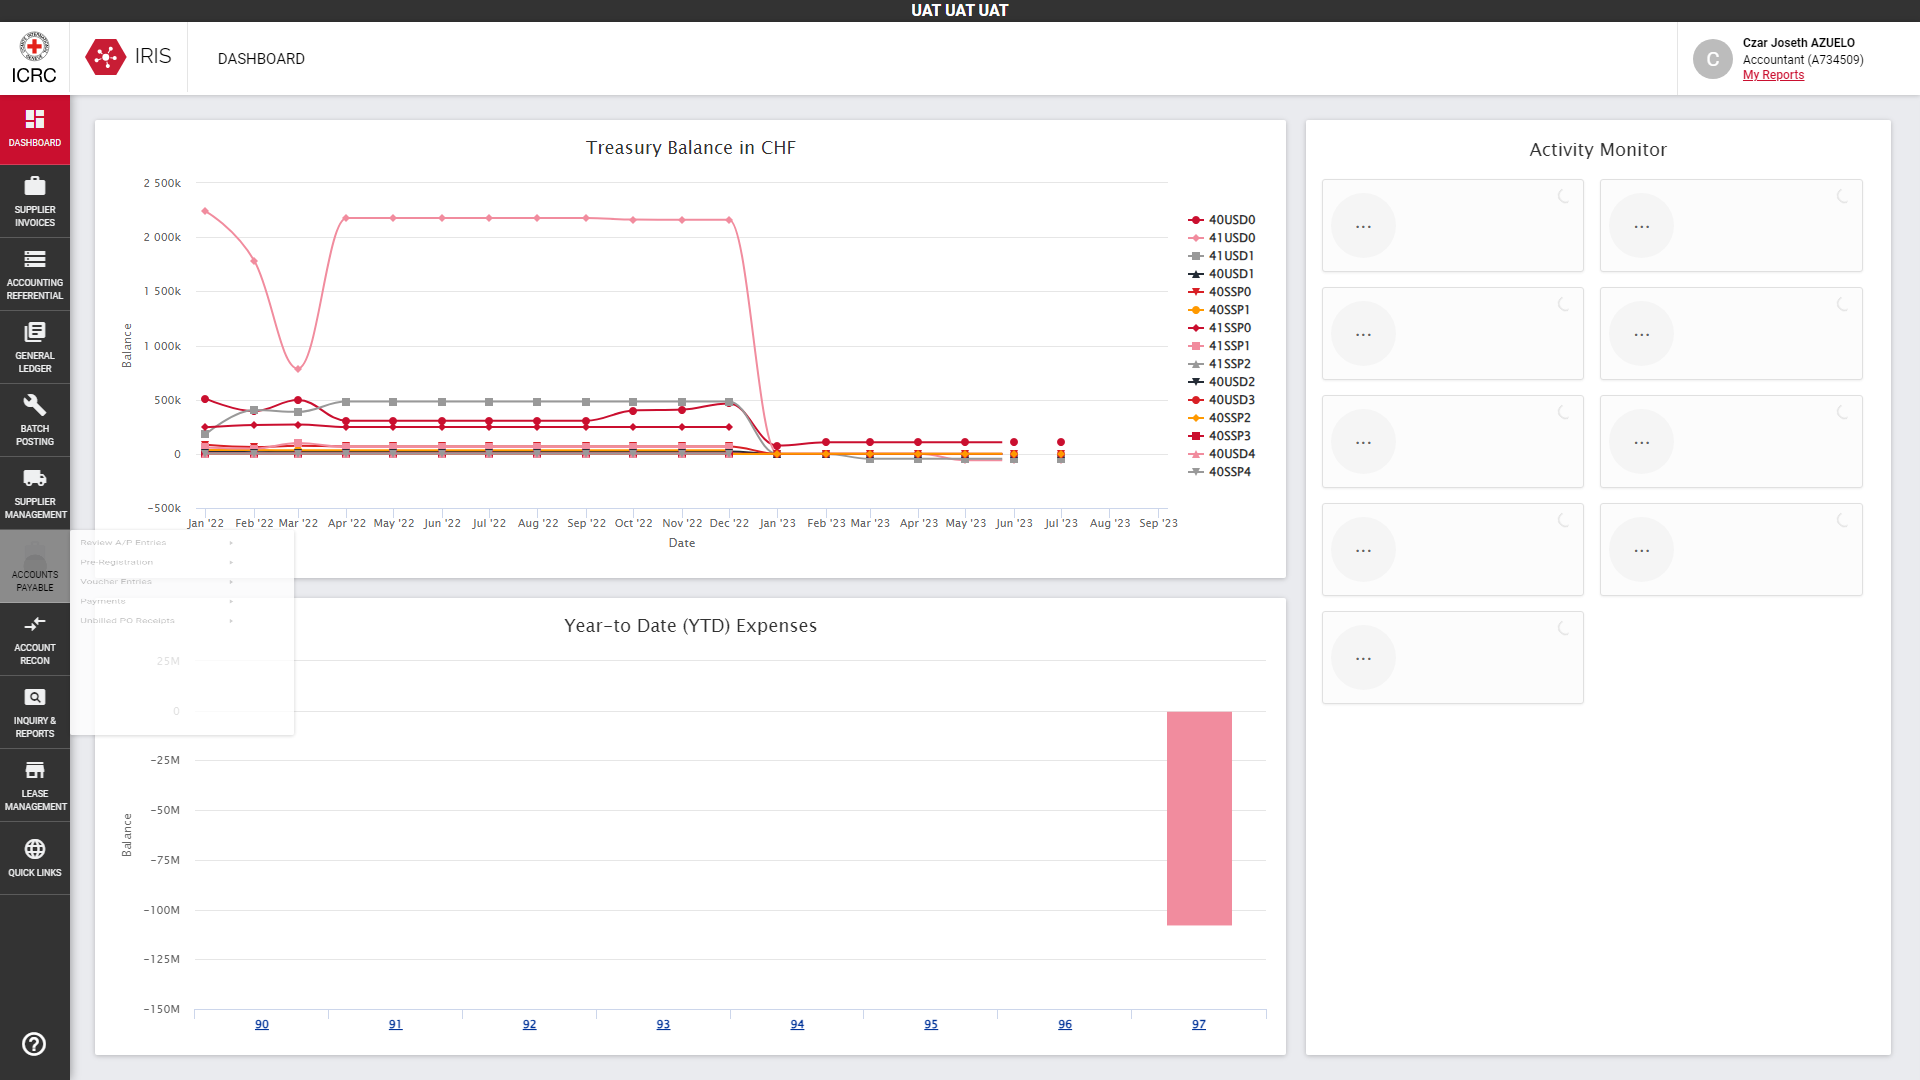 UAT UAT UAT
ICRC
IRIS
DASHBOARD
C
Czar Joseth AZUELO
Accountant (A734509)
My Reports
DASHBOARD
SUPPLIER
INVOICES
ACCOUNTING
REFERENTIAL
GENERAL
LEDGER
BATCH
POSTING
SUPPLIER
MANAGEMENT
ACCOUNTS
PAYABLE
ACCOUNT
RECON
INQUIRY &
REPORTS
LEASE
MANAGEMENT
QUICK LINKS
Review A/P Entries
Pre-Registration
Voucher Entries
Payments
Unbilled PO Receipts
Treasury Balance in CHF
Balance
2 500k
2 000k
1 500k
1 000k
500k
0
−500k
Jan '22 Feb '22 Mar '22 Apr '22 May '22 Jun '22 Jul '22 Aug '22 Sep '22 Oct '22 Nov '22 Dec '22 Jan '23 Feb '23 Mar '23 Apr '23 May '23 Jun '23 Jul '23 Aug '23 Sep '23
Date
40USD0
41USD0
41USD1
40USD1
40SSP0
40SSP1
41SSP0
41SSP1
41SSP2
40USD2
40USD3
40SSP2
40SSP3
40USD4
40SSP4
Year-to Date (YTD) Expenses
Balance
25M
0
−25M
−50M
−75M
−100M
−125M
−150M
90 91 92 93 94 95 96 97
Activity Monitor
... ...
... ...
... ...
... ...
...